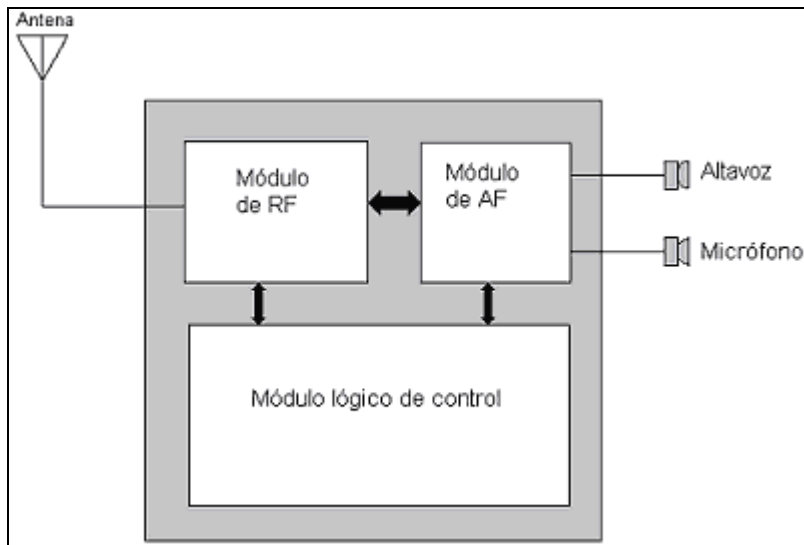 Antena
Módulo
de RF
Módulo
de AF
Altavoz
Micrófono
Módulo lógico de control